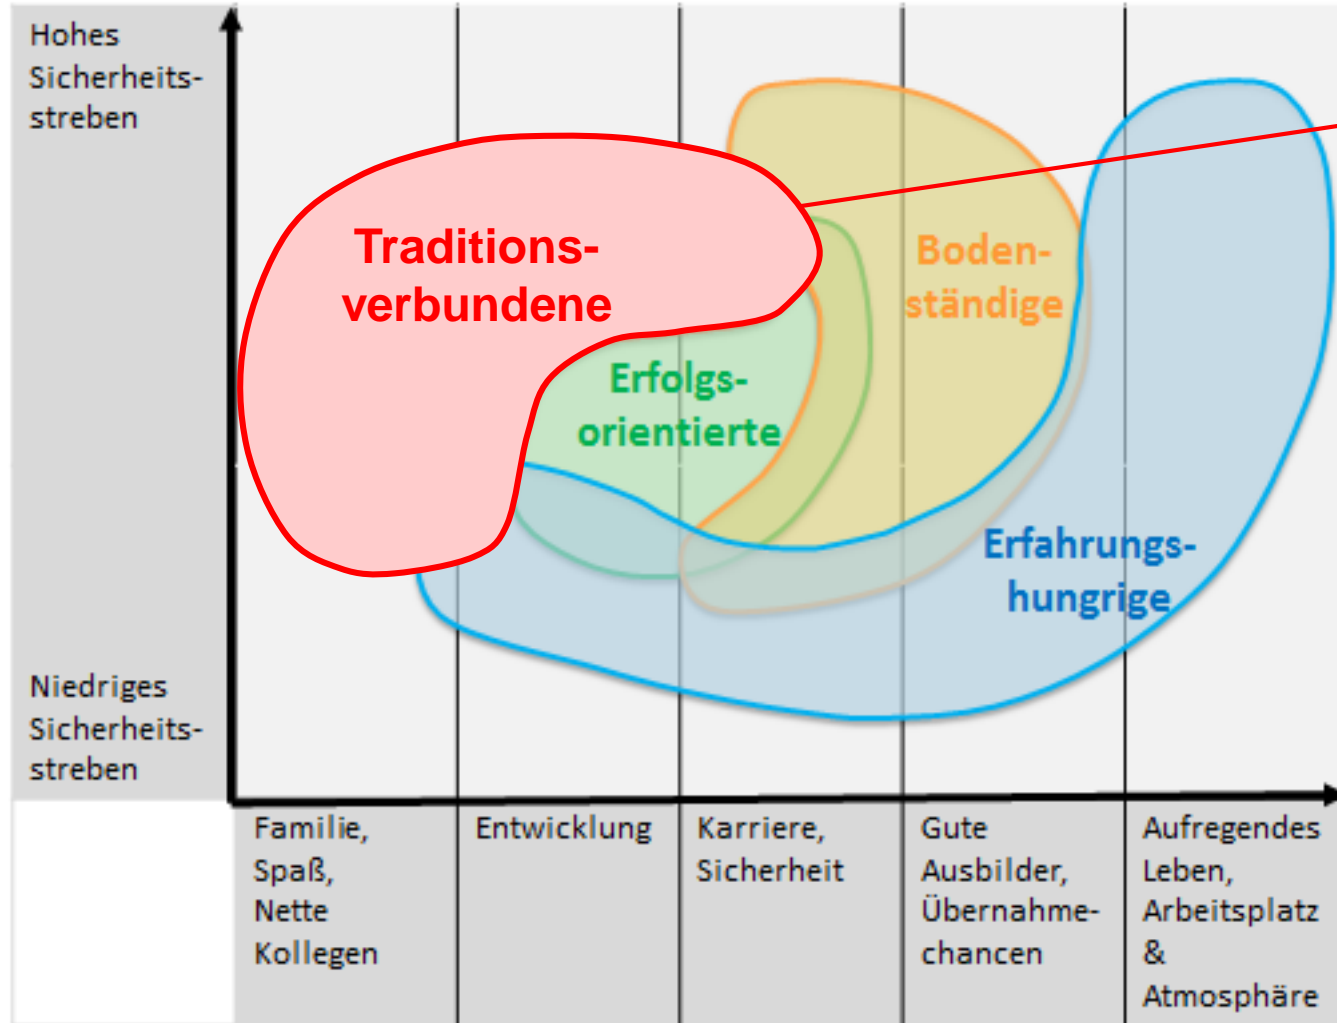 Hohes
Sicherheits-
streben
Traditions-
verbundene
Boden-
ständige
Erfolgs-
orientierte
Erfahrungs-
hungrige
Niedriges
Sicherheits-
streben
Familie,
Spaß,
Nette
Kollegen
Entwicklung
Karriere,
Sicherheit
Gute
Ausbilder,
Übernahme-
chancen
Aufregendes
Leben,
Arbeitsplatz
&
Atmosphäre